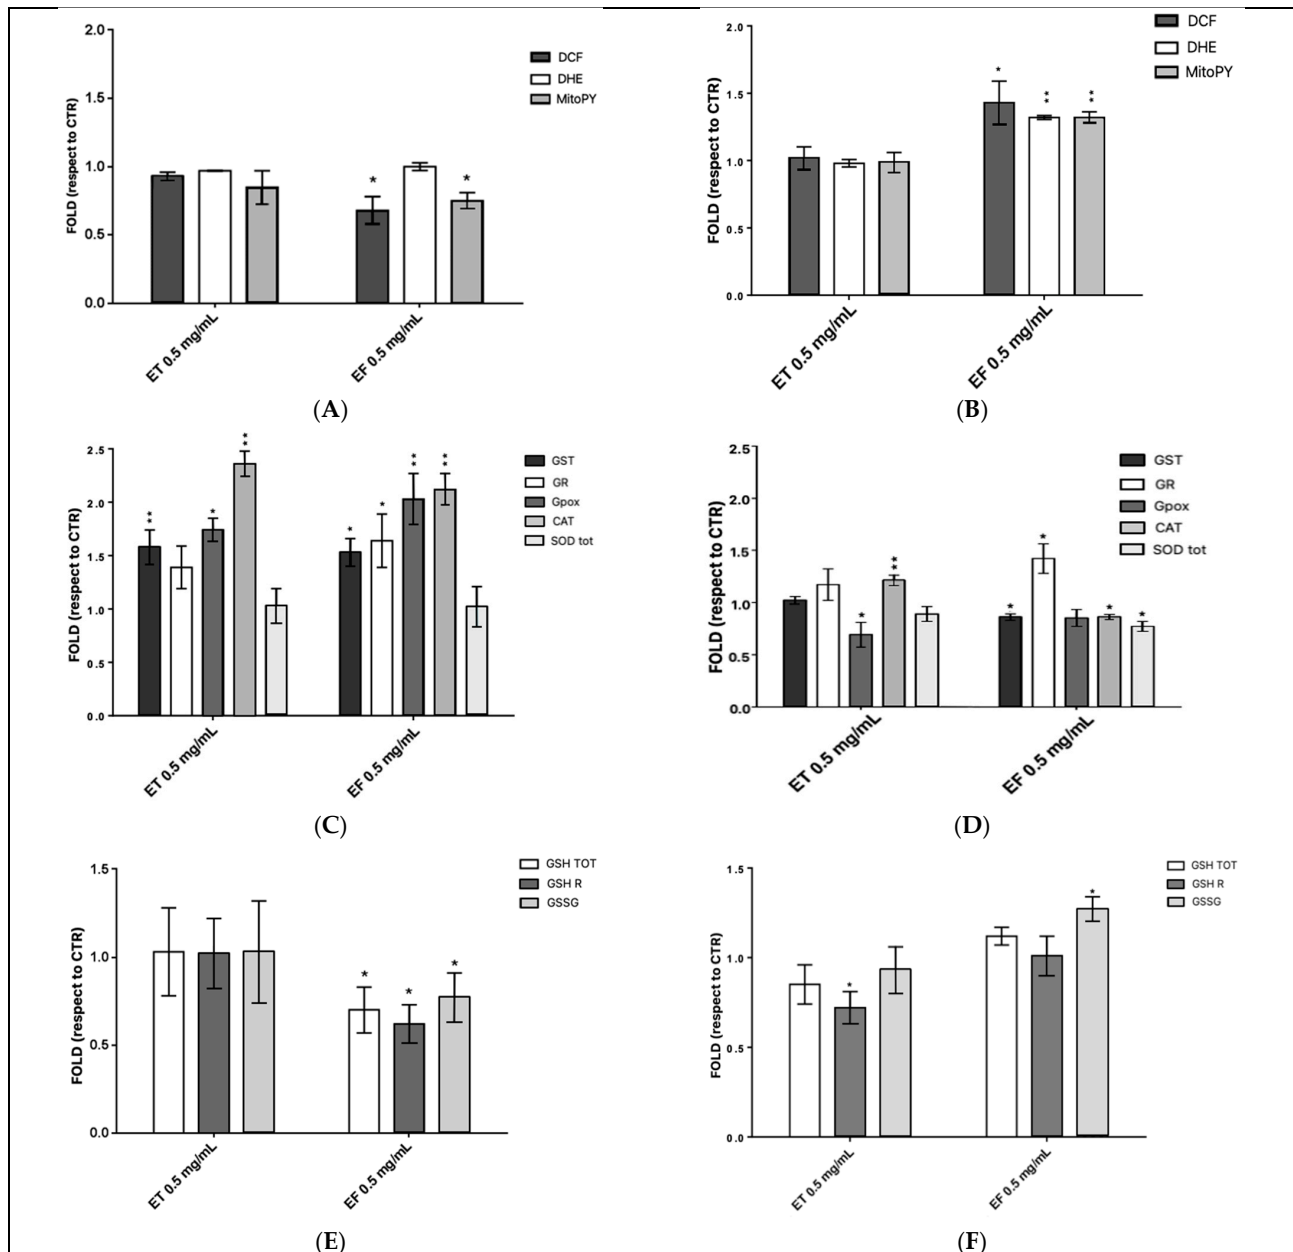 2.0
1.5
1.0
0.5
0.0
FOLD (respect to CTR)
DCF
DHE
MitoPY
* *
ET 0.5 mg/mL
EF 0.5 mg/mL
(A)
2.0
1.5
1.0
0.5
0.0
FOLD (respect to CTR)
DCF
DHE
MitoPY
* ** **
ET 0.5 mg/mL
EF 0.5 mg/mL
(B)
2.5
2.0
1.5
1.0
0.5
0.0
FOLD (respect to CTR)
GST
GR
Gpox
CAT
SOD tot
** * ** * * ** **
ET 0.5 mg/mL
EF 0.5 mg/mL
(C)
2.5
2.0
1.5
1.0
0.5
0.0
FOLD (respect to CTR)
GST
GR
Gpox
CAT
SOD tot
* ** * * * *
ET 0.5 mg/mL
EF 0.5 mg/mL
(D)
1.5
1.0
0.5
0.0
FOLD (respect to CTR)
GSH TOT
GSH R
GSSG
* * *
ET 0.5 mg/mL
EF 0.5 mg/mL
(E)
1.5
1.0
0.5
0.0
FOLD (respect to CTR)
GSH TOT
GSH R
GSSG
* *
ET 0.5 mg/mL
EF 0.5 mg/mL
(F)